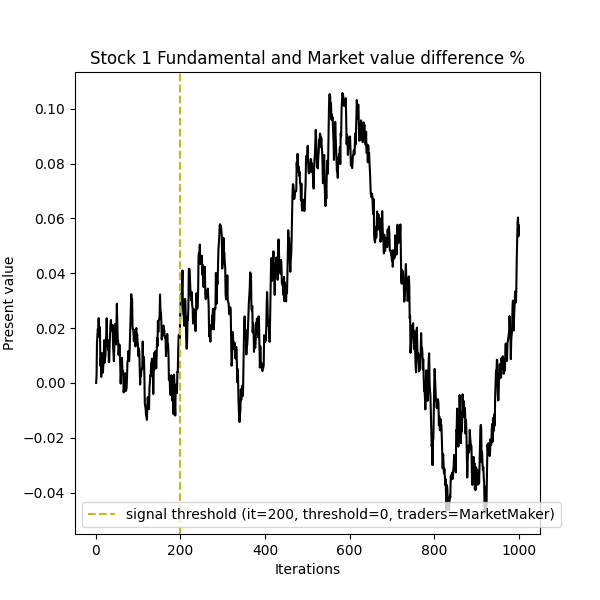 Stock 1 Fundamental and Market value difference %
Present value
0.10
0.08
0.06
0.04
0.02
0.00
−0.02
−0.04
signal threshold (it=200, threshold=0, traders=MarketMaker)
0 200 400 600 800 1000
Iterations